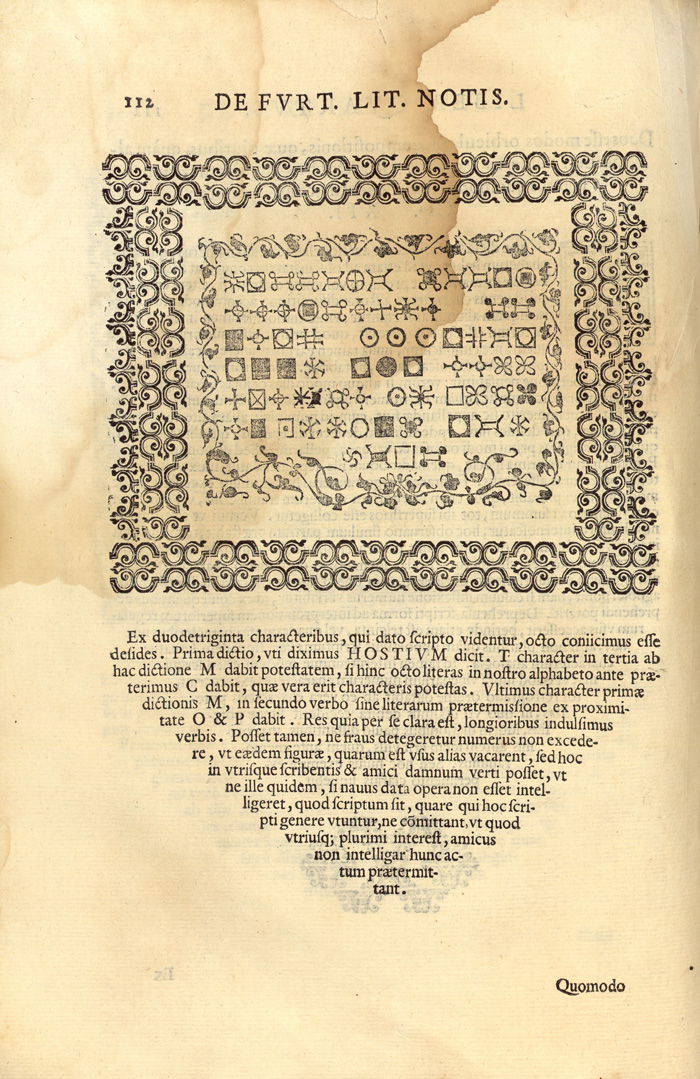 112
DE FVRT. LIT. NOTIS.
Ex duodetriginta characteribus, qui dato scripto videntur, octo coniicimus esse
desides. Prima dictio, vti diximus HOSTIVM dicit. T character in tertia ab
hac dictione M dabit potestatem, si hinc octo literas in nostro alphabeto ante præ-
terimus C dabit, quæ vera erit characteris potestas. Vltimus character primæ
dictionis M, in secundo verbo sine literarum prætermissione ex proximi-
tate O & P dabit. Res quia per se clara est, longioribus indulsimus
verbis. Posset tamen, ne fraus detegeretur numerus non excede-
re, vt eædem figuræ, quarum est vsus alias vacarent, sed hoc
in vtrisque scribentis & amici damnum verti posset, vt
ne ille quidem, si nauus data opera non esset intel-
ligeret, quod scriptum sit, quare qui hoc scri-
pti genere vtuntur, ne cõmittant, vt quod
vtriusq; plurimi interest, amicus
non intelligar hunc ac-
tum prætermit-
tant.
Quomodo